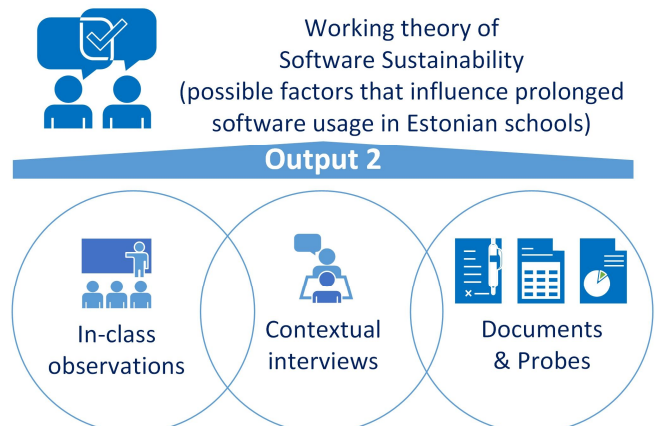 Working theory of
Software Sustainability
(possible factors that influence prolonged
software usage in Estonian schools)
Output 2
In-class
observations
Contextual
interviews
Documents
& Probes